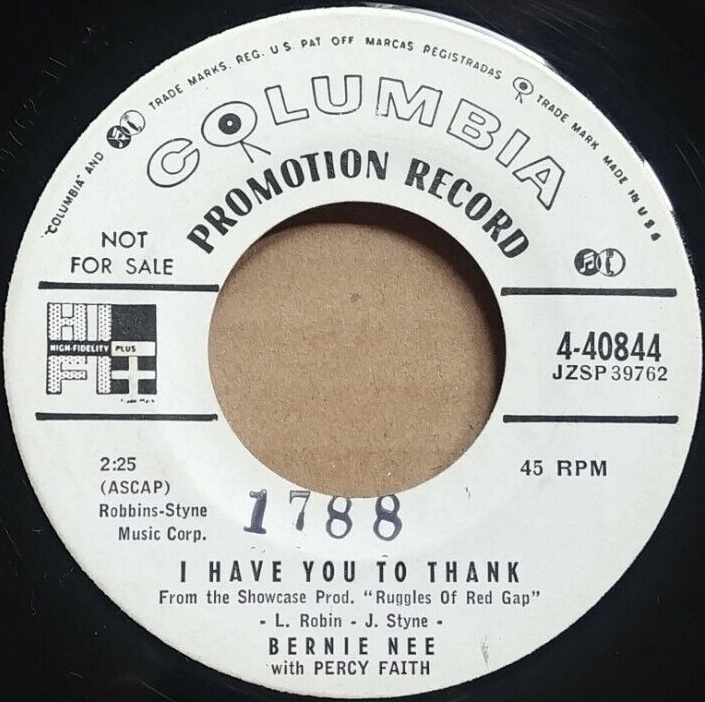 "COLUMBIA" AND TRADE MARKS. REG. U.S. PAT OFF MARCAS REGISTRADAS TRADE MARK MADE IN U S A
COLUMBIA
PROMOTION RECORD
NOT
FOR SALE
HI
HIGH-FIDELITY PLUS
FI
Trade Mark
4-40844
JZSP 39762
2:25
(ASCAP)
Robbins-Styne
Music Corp.
45 RPM
1788
I HAVE YOU TO THANK
From the Showcase Prod. "Ruggles Of Red Gap"
- L. Robin - J. Styne -
BERNIE NEE
with PERCY FAITH